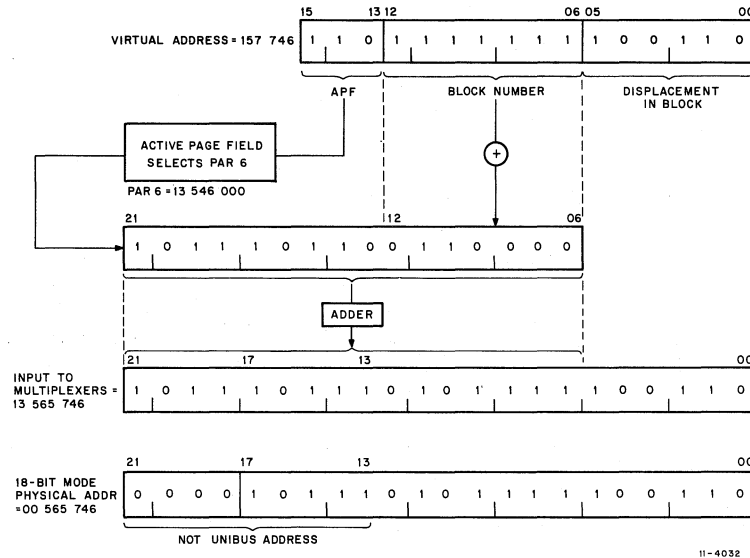 15 13 12 06 05 00
VIRTUAL ADDRESS = 157 746 1 1 0 1 1 1 1 1 1 1 1 0 0 1 1 0
APF BLOCK NUMBER DISPLACEMENT
IN BLOCK
ACTIVE PAGE FIELD
SELECTS PAR 6
+
PAR 6 = 13 546 000
21 12 06
1 0 1 1 1 0 1 1 0 0 1 1 0 0 0 0
ADDER
21 17 13 00
INPUT TO
MULTIPLEXERS =
13 565 746
1 0 1 1 1 0 1 1 1 0 1 0 1 1 1 1 1 0 0 1 1 0
21 17 13 00
18-BIT MODE
PHYSICAL ADDR
=00 565 746
0 0 0 0 1 0 1 1 1 0 1 0 1 1 1 1 1 0 0 1 1 0
NOT UNIBUS ADDRESS
11-4032